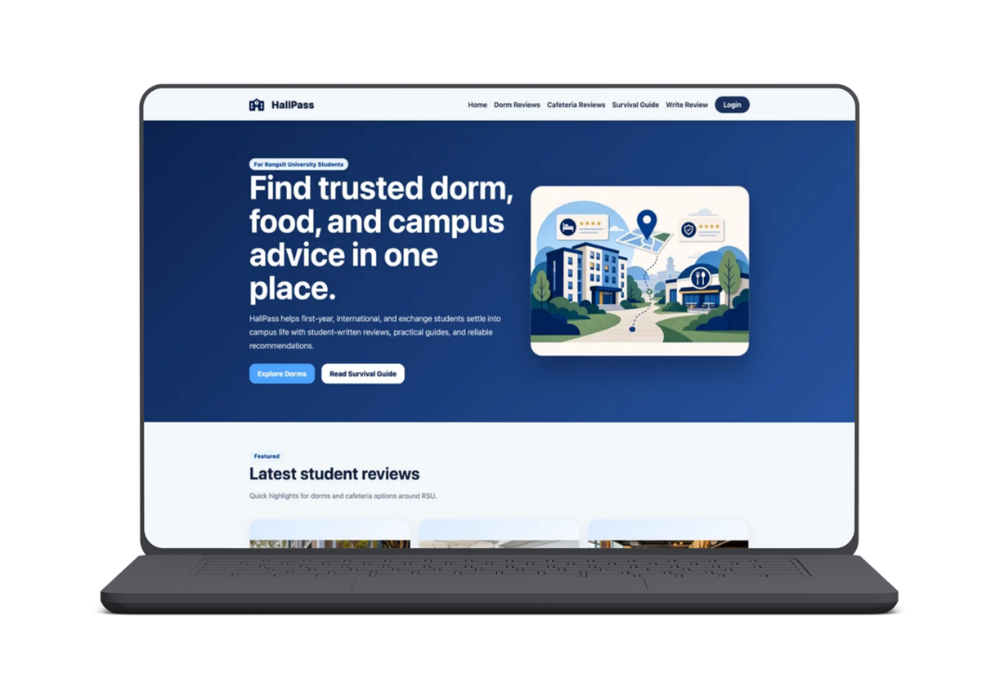 HallPass
Home Dorm Reviews Cafeteria Reviews Survival Guide Write Review Login
For Rangsit University Students
Find trusted dorm,
food, and campus
advice in one
place.
HallPass helps first-year, international, and exchange students settle into
campus life with student-written reviews, practical guides, and reliable
recommendations.
Explore Dorms Read Survival Guide
Featured
Latest student reviews
Quick highlights for dorms and cafeteria options around RSU.